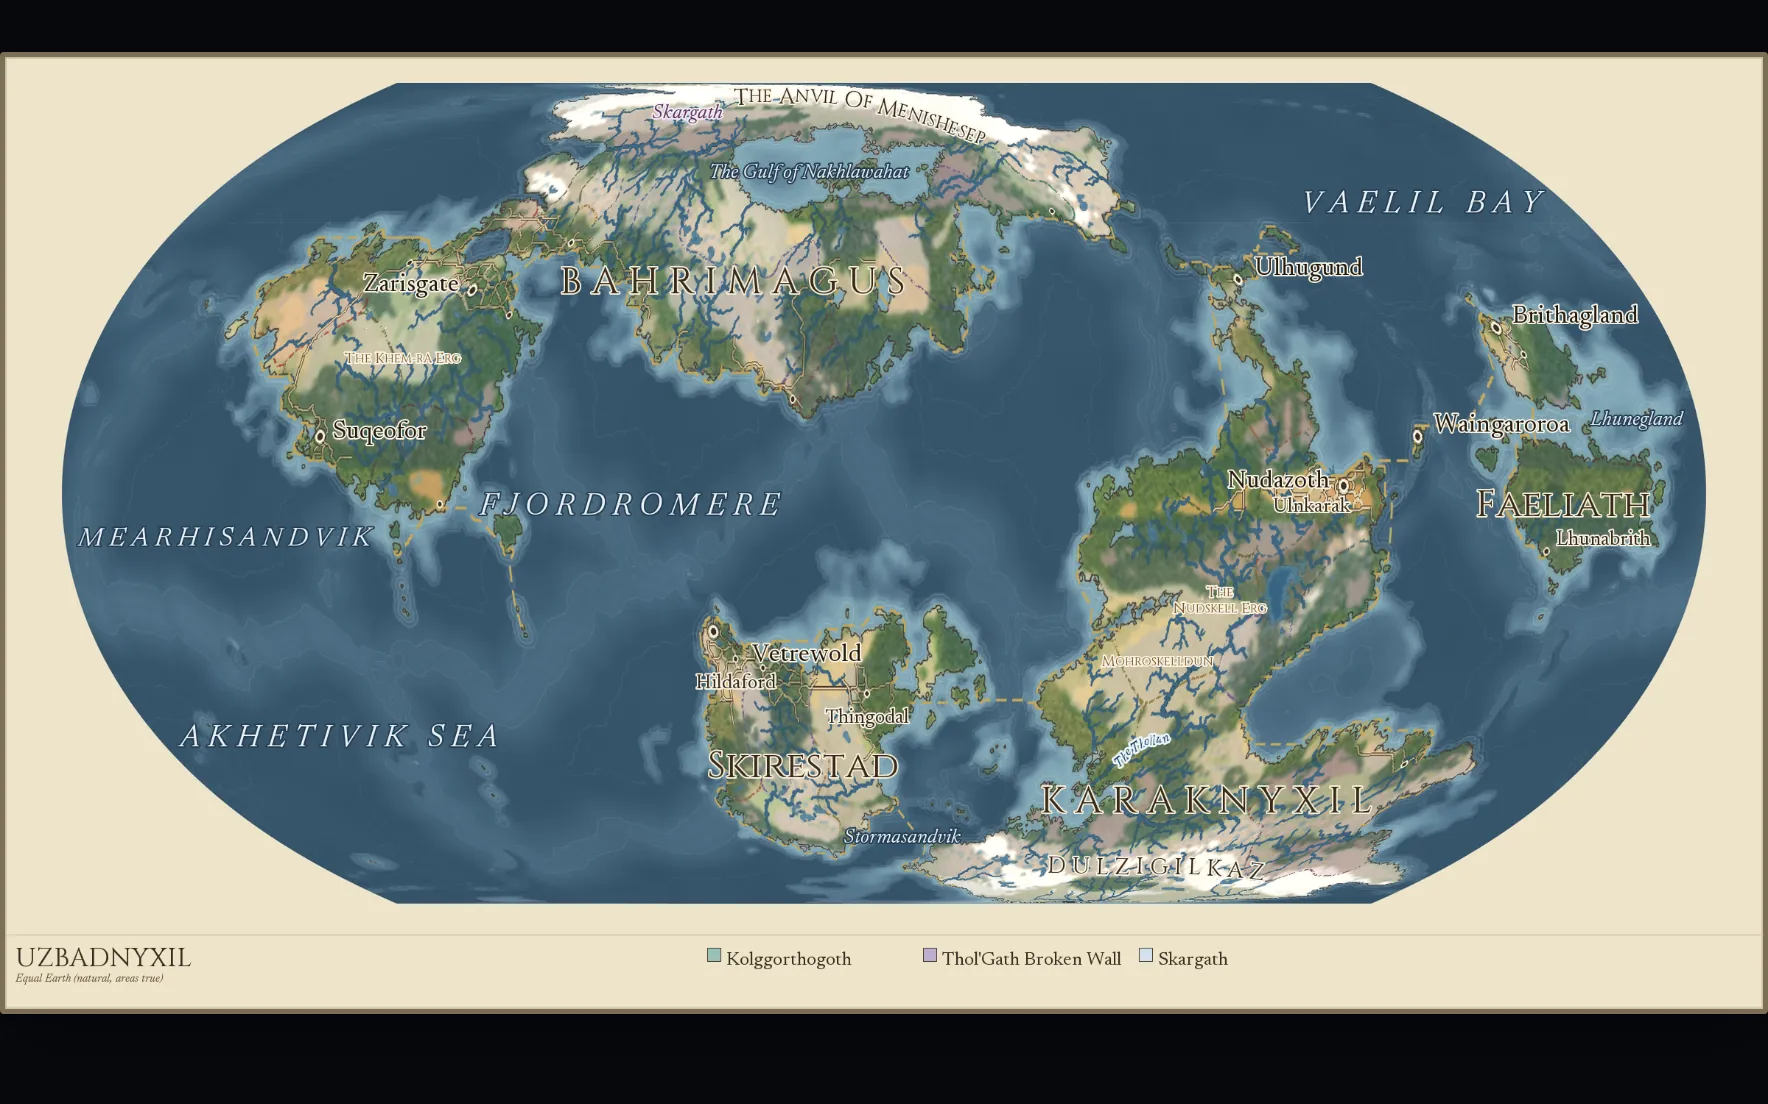 The Anvil Of Menishesep
Skargath
The Gulf of Nakhlawahat
VAELIL BAY
Ulhugund
Zarisgate
BAHRIMAGUS
Brithagland
The Khem-ra Erg
Lhunegland
Waingaroroa
Suqeofor
Nudazoth
Ulnkarak
FJORDROMERE
Faeliath
MEARHISANDVIK
Lhunabrith
The
Nudskell Erg
Vetrewold
Mohroskelldun
Hildaford
Thingodal
AKHETIVIK SEA
The Thollan
Skirestad
KARAKNYXIL
Stormasandvik
DULZIGILKAZ
UZBADNYXIL
Equal Earth (natural, areas true)
Kolggorthogoth
Thol'Gath Broken Wall
Skargath